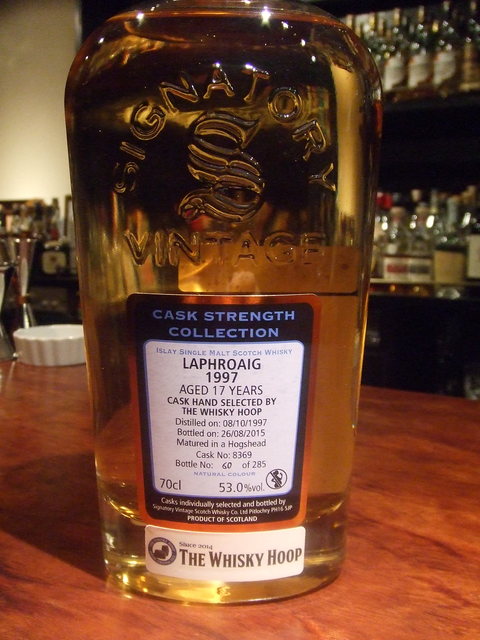 SIGNATORY
VINTAGE
CASK STRENGTH
COLLECTION
ISLAY SINGLE MALT SCOTCH WHISKY
LAPHROAIG
1997
AGED 17 YEARS
CASK HAND SELECTED BY
THE WHISKY HOOP
Distilled on: 08/10/1997
Bottled on: 26/08/2015
Matured in a Hogshead
Cask No: 8369
Bottle No: 60 of 285
NATURAL COLOUR
70cl 53.0%vol.
Casks individually selected and bottled by
Signatory Vintage Scotch Whisky Co. Ltd Pitlochry PH16 5JP
PRODUCT OF SCOTLAND
Since 2014
THE WHISKY HOOP